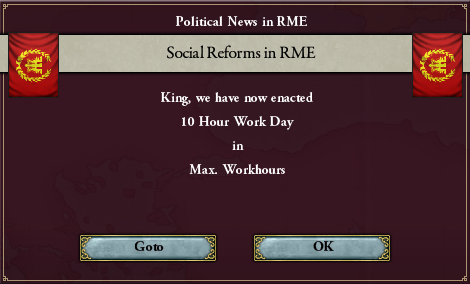 Political News in RME
Social Reforms in RME
King, we have now enacted
10 Hour Work Day
in
Max. Workhours
Goto
OK